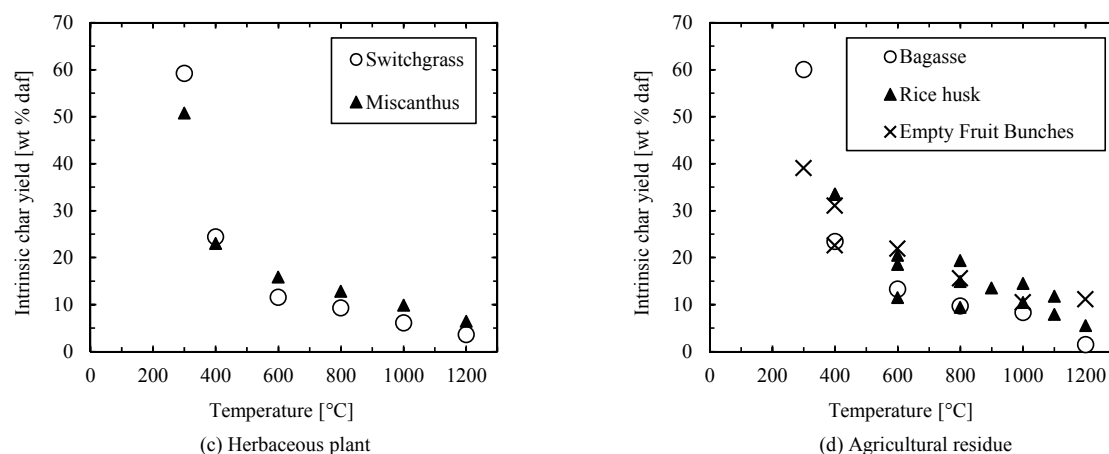 70
60
50
40
30
20
10
0
Intrinsic char yield [wt % daf]
Switchgrass
Miscanthus
0 200 400 600 800 1000 1200
Temperature [°C]
(c) Herbaceous plant
70
60
50
40
30
20
10
0
Intrinsic char yield [wt % daf]
Bagasse
Rice husk
Empty Fruit Bunches
0 200 400 600 800 1000 1200
Temperature [°C]
(d) Agricultural residue